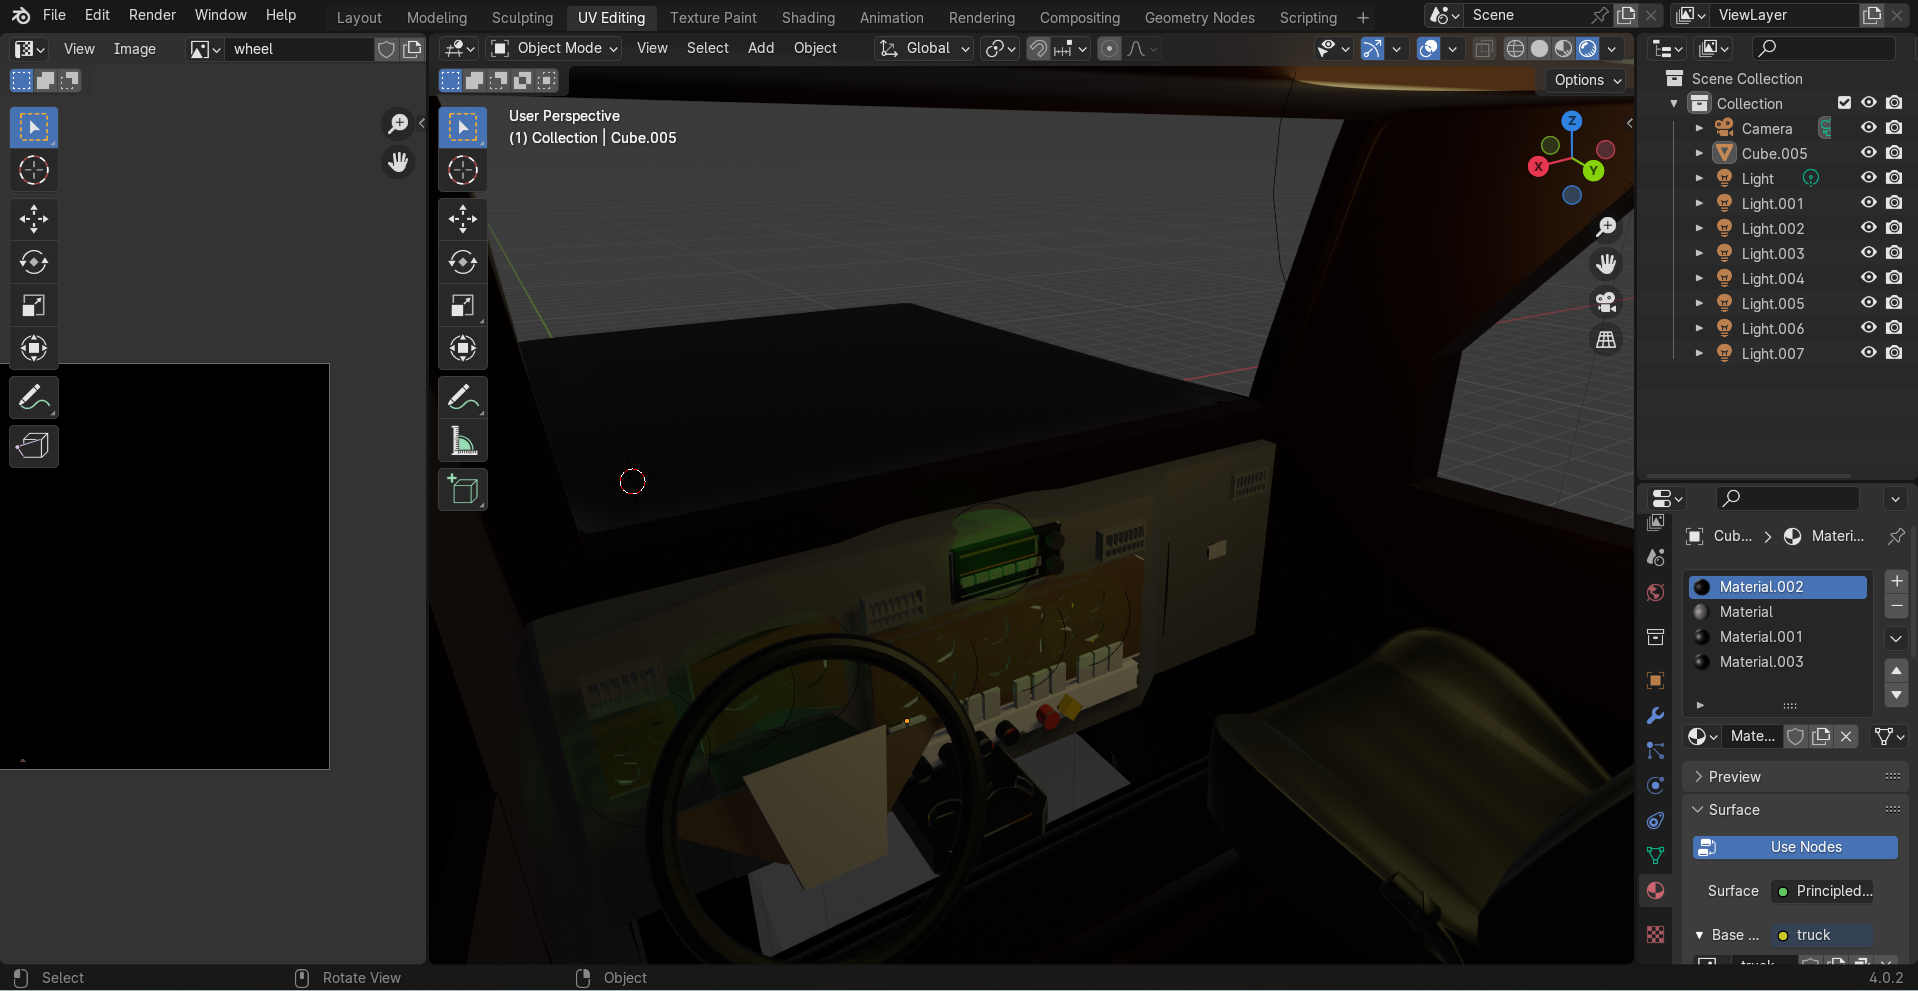 File Edit Render Window Help
Layout Modeling Sculpting UV Editing Texture Paint Shading Animation Rendering Compositing Geometry Nodes Scripting +
Scene
ViewLayer
View Image
wheel
Object Mode
View Select Add Object
Global
Options
User Perspective
(1) Collection | Cube.005
Z
X
Y
Scene Collection
Collection
Camera
Cube.005
Light
Light.001
Light.002
Light.003
Light.004
Light.005
Light.006
Light.007
Cub... > Materi...
Material.002
Material
Material.001
Material.003
Mate...
Preview
Surface
Use Nodes
Surface Principled...
Base ... truck
Select
Rotate View
Object
4.0.2